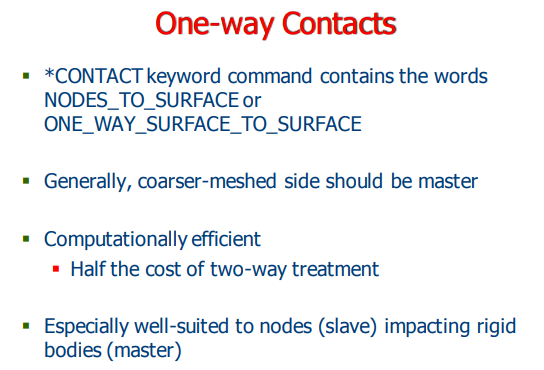 One-way Contacts
▪ *CONTACT keyword command contains the words
NODES_TO_SURFACE or
ONE_WAY_SURFACE_TO_SURFACE
▪ Generally, coarser-meshed side should be master
▪ Computationally efficient
▪ Half the cost of two-way treatment
▪ Especially well-suited to nodes (slave) impacting rigid
bodies (master)